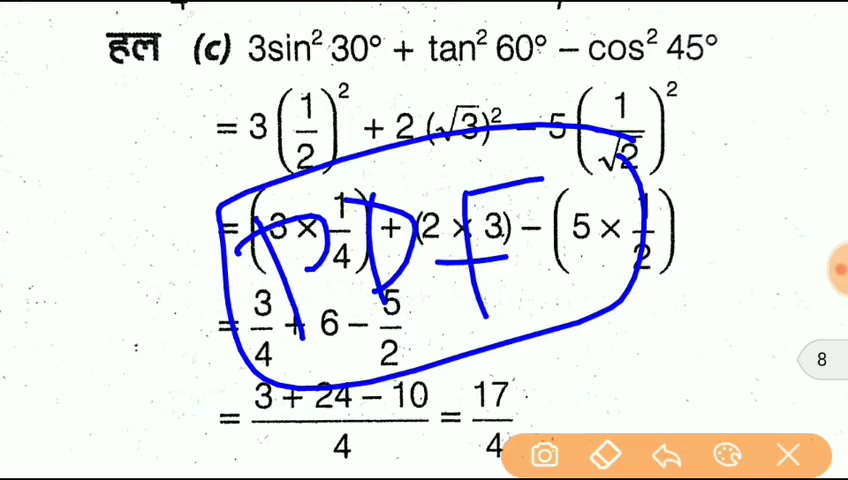 हल (c) 3sin² 30° + tan² 60° – cos² 45°
= 3 (1/2)² + 2 (√3)² – 5 (1/√2)²
= (3 × 1/4) + (2 × 3) – (5 × 1/2)
= 3/4 + 6 – 5/2
= 3 + 24 – 10/4 = 17/4
PDF
8